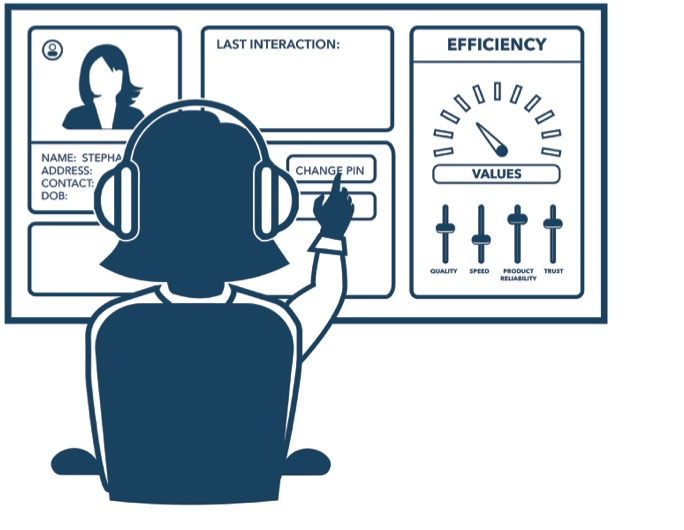 LAST INTERACTION:
NAME: STEPHA
ADDRESS:
CONTACT:
DOB:
CHANGE PIN
EFFICIENCY
VALUES
QUALITY
SPEED
PRODUCT
RELIABILITY
TRUST